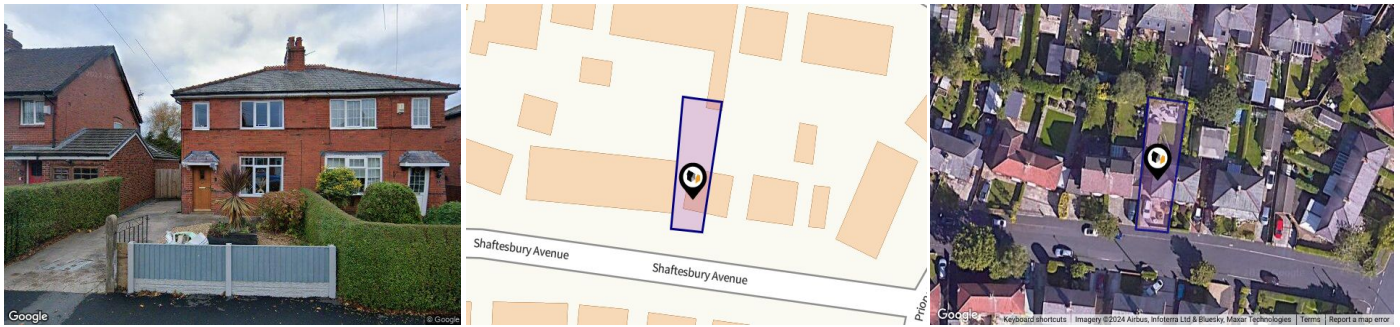 Google
© Google
Shaftesbury Avenue
Shaftesbury Avenue
Prior
Google
Keyboard shortcuts
Imagery ©2024 Airbus, Infoterra Ltd & Bluesky, Maxar Technologies
Terms
Report a map error